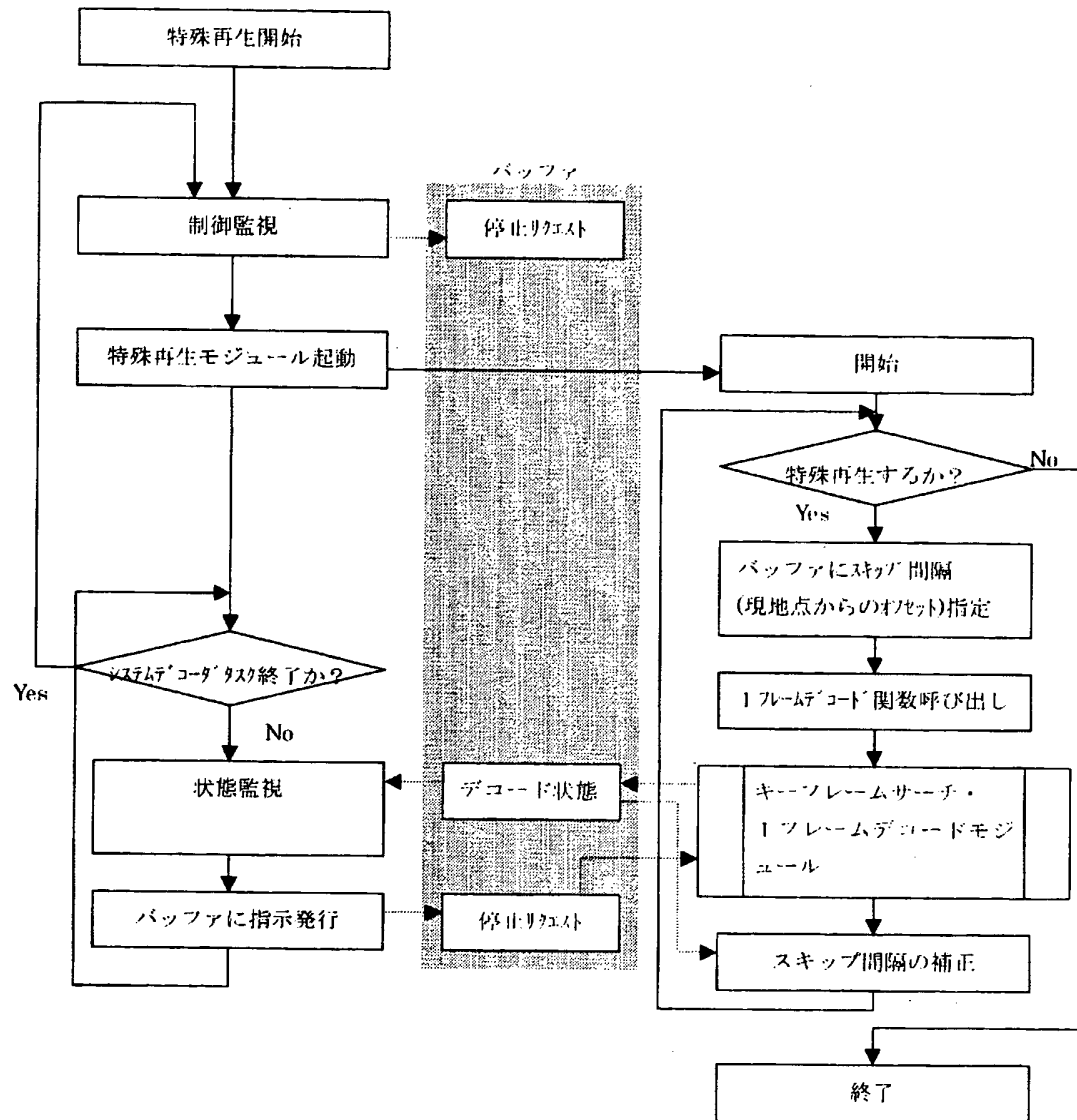 特殊再生開始
バッファ
制御監視
停止リクエスト
特殊再生モジュール起動
開始
特殊再生するか?
No
Yes
バッファにスキップ間隔
(現地点からのオフセット)指定
システムデコーダタスク終了か?
Yes
No
1フレームデコード関数呼び出し
状態監視
デコード状態
キーフレームサーチ・
1フレームデコードモジ
ュール
バッファに指示発行
停止リクエスト
スキップ間隔の補正
終了